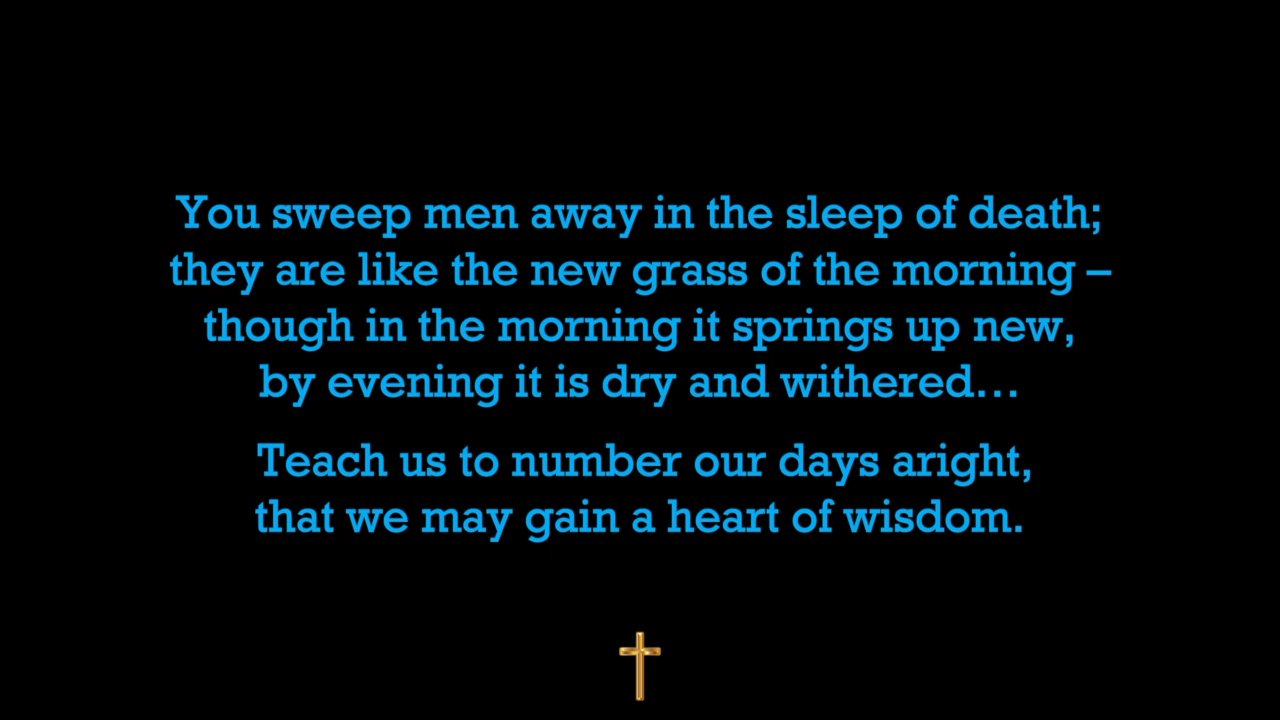 You sweep men away in the sleep of death;
they are like the new grass of the morning –
though in the morning it springs up new,
by evening it is dry and withered…
Teach us to number our days aright,
that we may gain a heart of wisdom.